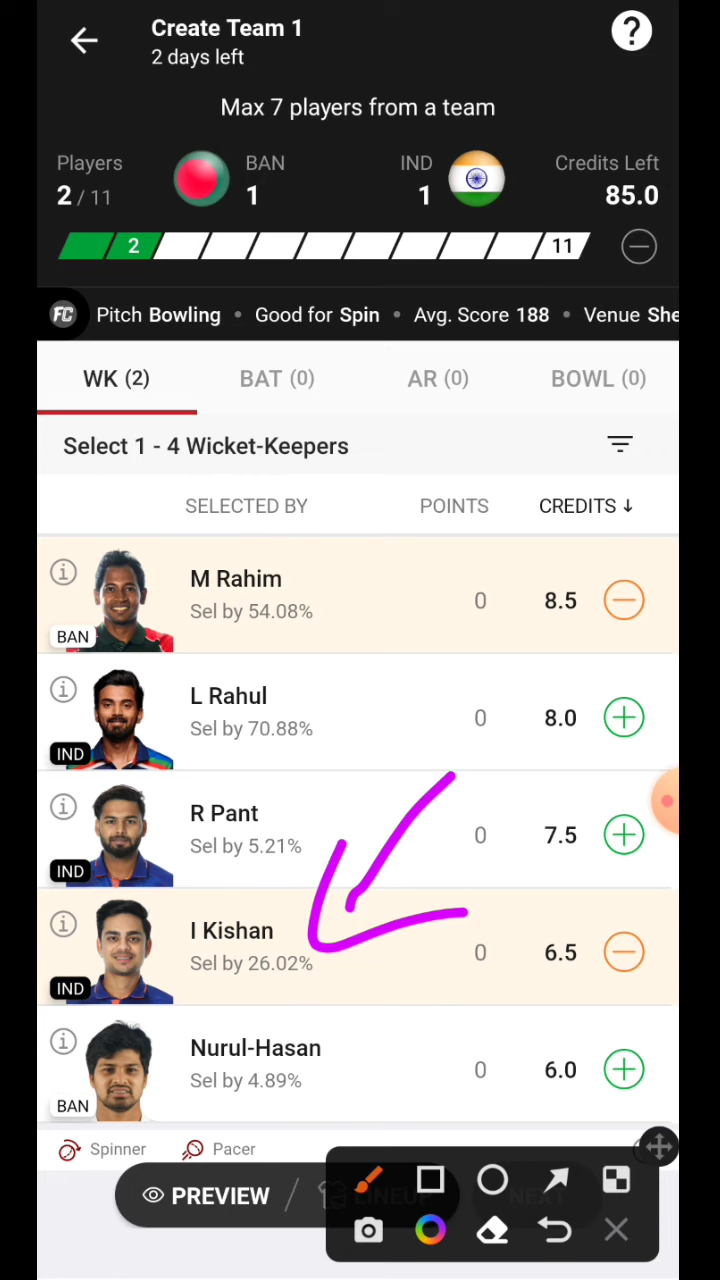 Create Team 1
2 days left
?
Max 7 players from a team
Players BAN IND Credits Left
2 / 11 1 1 85.0
2 11
FC Pitch Bowling • Good for Spin • Avg. Score 188 • Venue She
WK (2) BAT (0) AR (0) BOWL (0)
Select 1 - 4 Wicket-Keepers
SELECTED BY POINTS CREDITS ↓
M Rahim
Sel by 54.08% 0 8.5
BAN
L Rahul
Sel by 70.88% 0 8.0
IND
R Pant
Sel by 5.21% 0 7.5
IND
I Kishan
Sel by 26.02% 0 6.5
IND
Nurul-Hasan
Sel by 4.89% 0 6.0
BAN
Spinner Pacer
PREVIEW / LINEUP NEXT